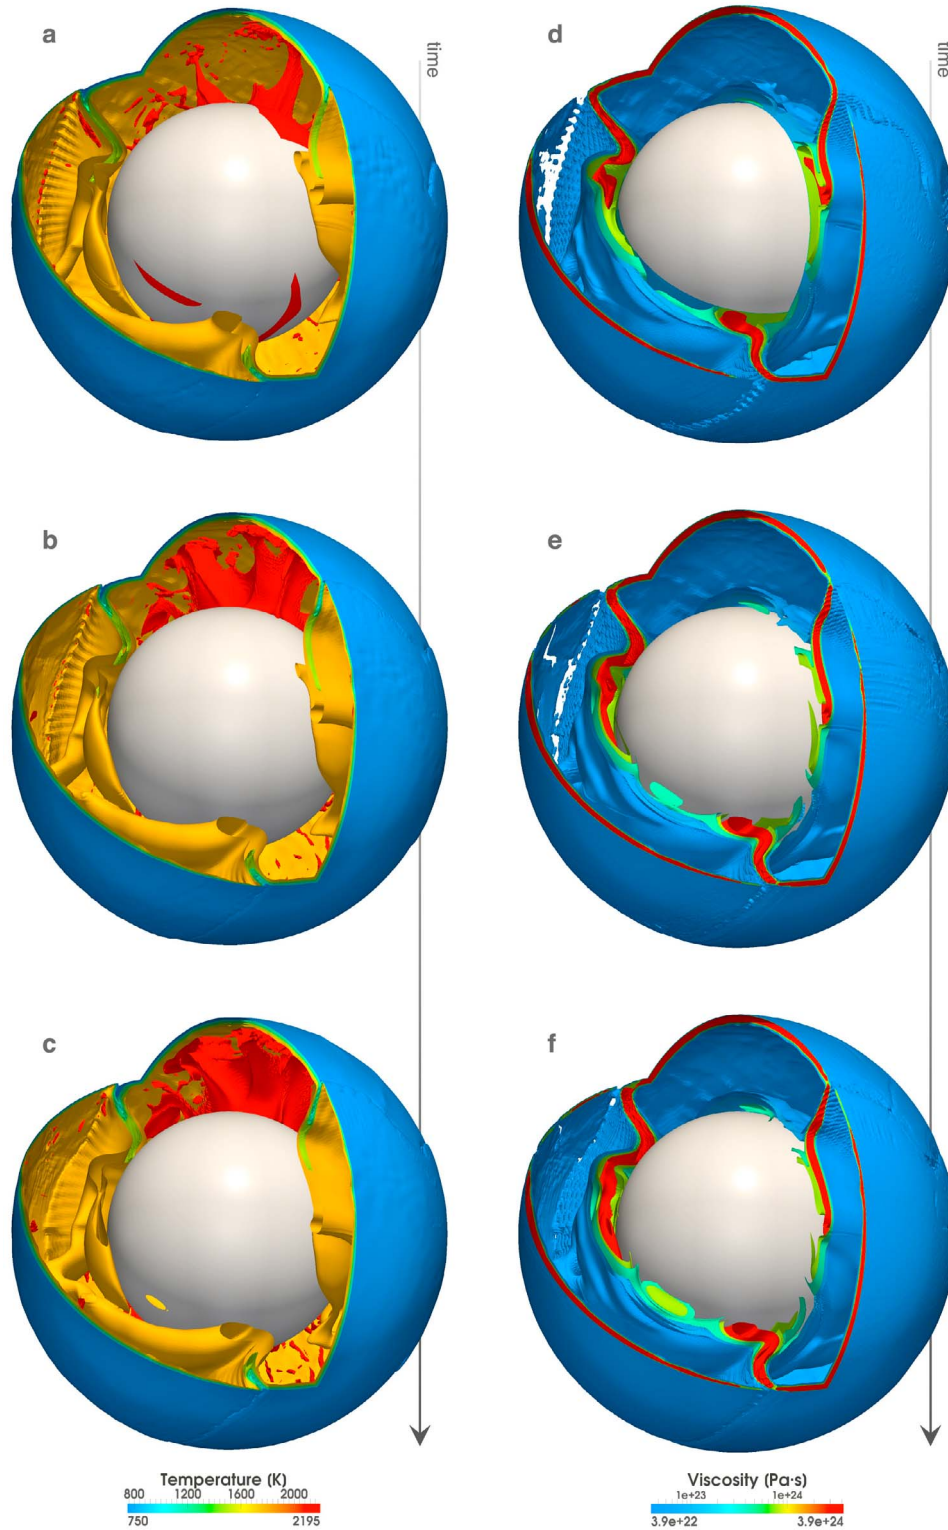 a
d
time
time
b
e
c
f
Temperature (K)
800 1200 1600 2000
750 2195
Viscosity (Pa·s)
1e+23 1e+24
3.9e+22 3.9e+24